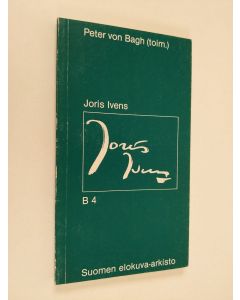 Peter von Bagh (toim.)
Joris Ivens
Joris
Ivens
B 4
Suomen elokuva-arkisto